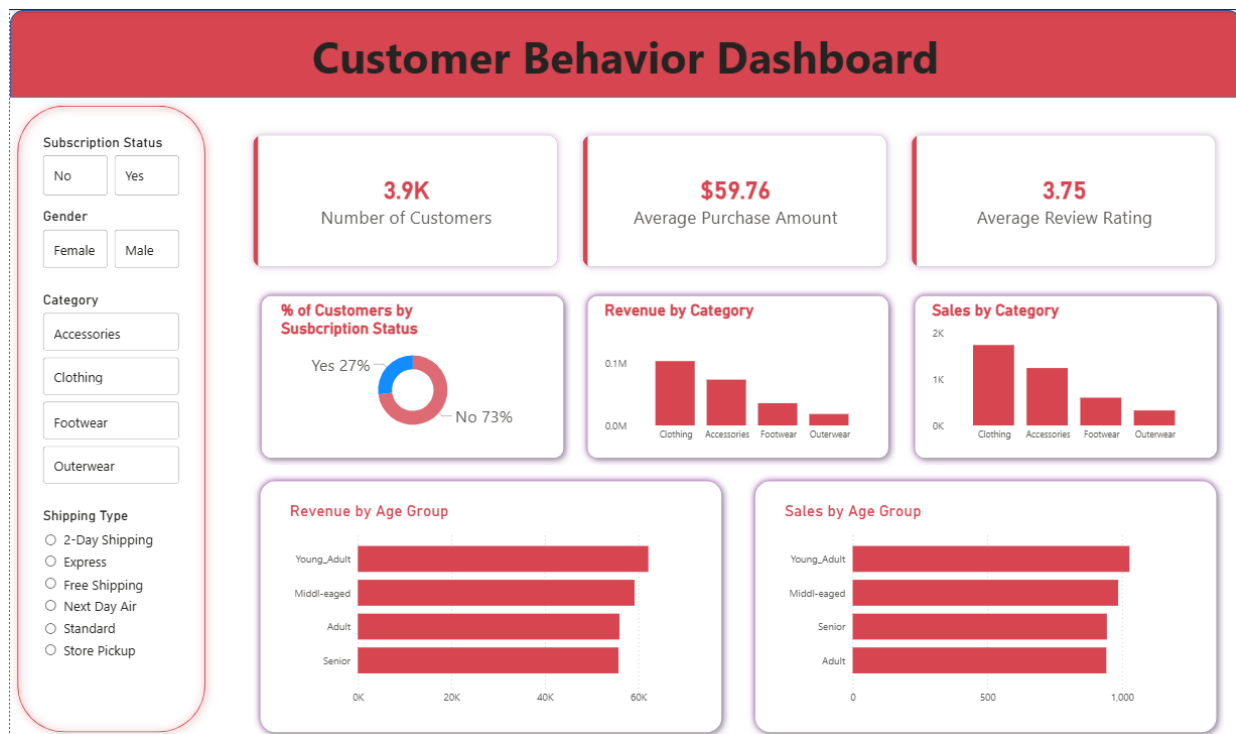 Customer Behavior Dashboard
Subscription Status
No
Yes
Gender
Female
Male
Category
Accessories
Clothing
Footwear
Outerwear
Shipping Type
2-Day Shipping
Express
Free Shipping
Next Day Air
Standard
Store Pickup
3.9K
Number of Customers
$59.76
Average Purchase Amount
3.75
Average Review Rating
% of Customers by
Susbcription Status
Yes 27%
No 73%
Revenue by Category
0.1M
0.0M
Clothing
Accessories
Footwear
Outerwear
Sales by Category
2K
1K
0K
Clothing
Accessories
Footwear
Outerwear
Revenue by Age Group
Young_Adult
Middl-eaged
Adult
Senior
0K
20K
40K
60K
Sales by Age Group
Young_Adult
Middl-eaged
Senior
Adult
0
500
1,000